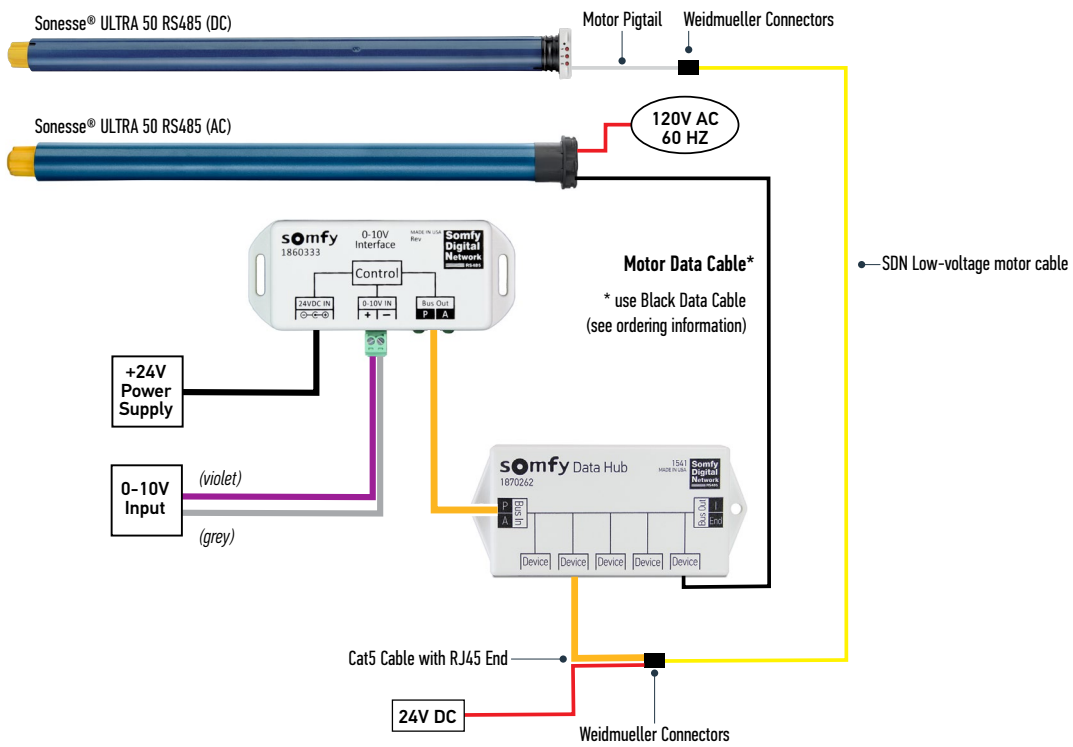 Sonesse® ULTRA 50 RS485 (DC)
Motor Pigtail
Weidmueller Connectors
Sonesse® ULTRA 50 RS485 (AC)
120V AC
60 HZ
somfy
1860333
0-10V
Interface
MADE IN USA
Rev
Somfy
Digital
Network
RS485
Control
24VDC IN
0-10V IN
+ −
Bus Out
P A
Motor Data Cable*
* use Black Data Cable
(see ordering information)
SDN Low-voltage motor cable
+24V
Power
Supply
0-10V
Input
(violet)
(grey)
somfy Data Hub
1870262
1541
MADE IN USA
Somfy
Digital
Network
RS485
P
A
Bus In
Bus Out
I
End
Device Device Device Device Device
Cat5 Cable with RJ45 End
24V DC
Weidmueller Connectors